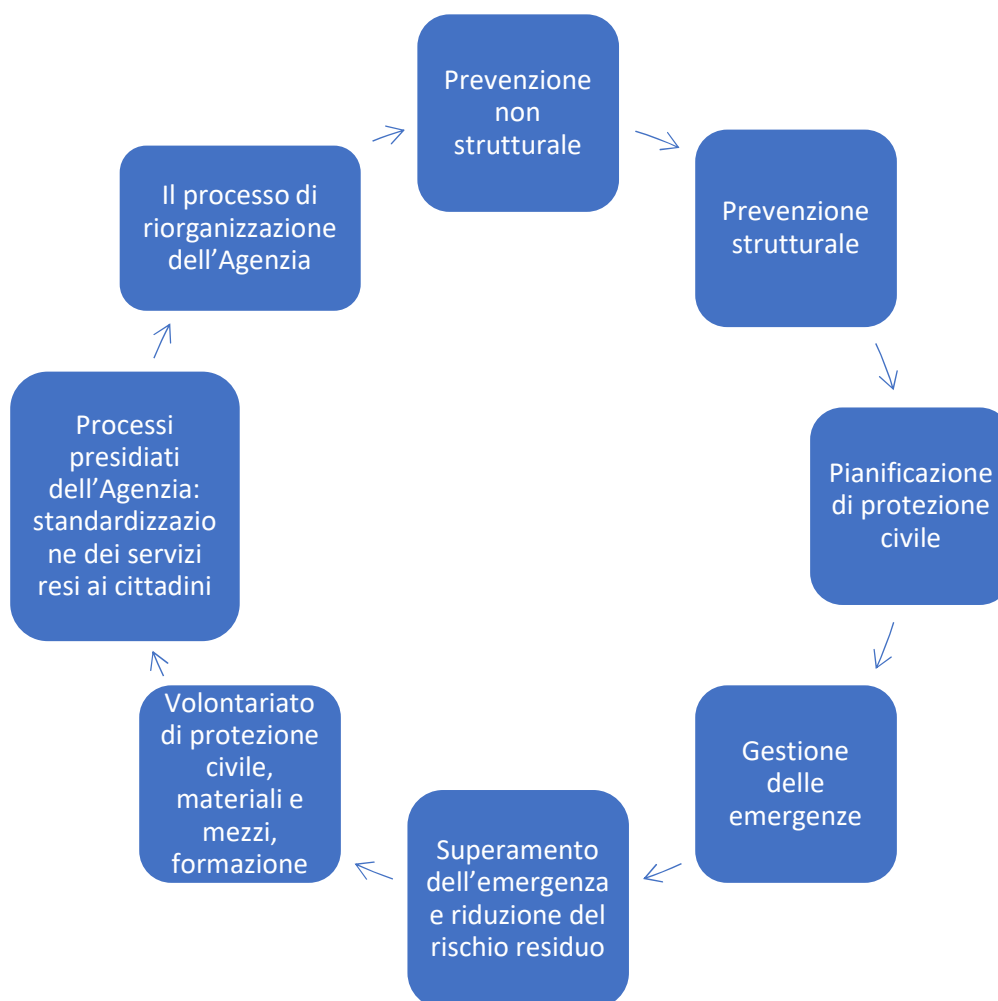 Prevenzione
non
strutturale
Prevenzione
strutturale
Pianificazione
di protezione
civile
Gestione
delle
emergenze
Superamento
dell’emergenza
e riduzione del
rischio residuo
Volontariato
di protezione
civile,
materiali e
mezzi,
formazione
Processi
presidiati
dell’Agenzia:
standardizzazio
ne dei servizi
resi ai cittadini
Il processo di
riorganizzazione
dell’Agenzia